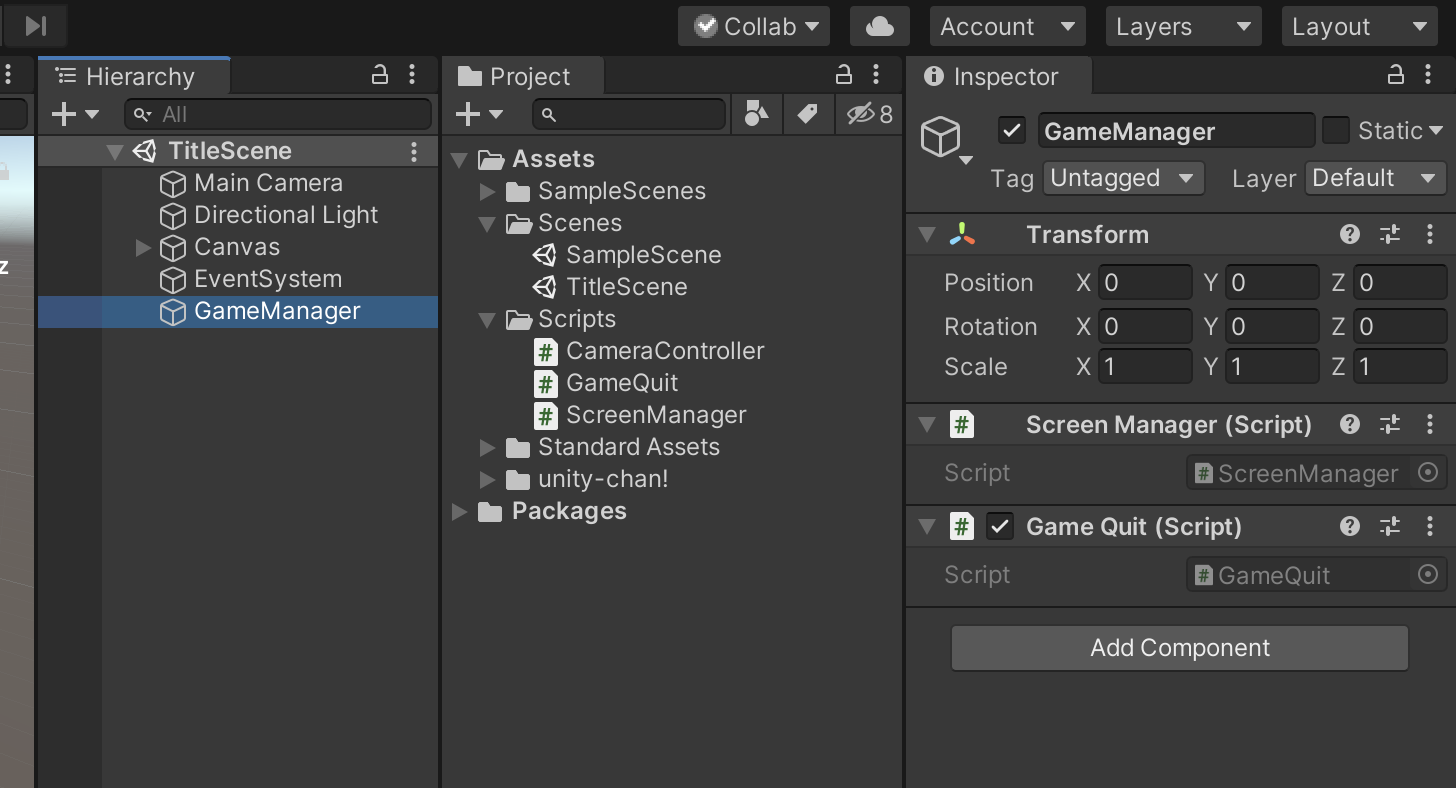 Collab Account Layers Layout
Hierarchy
All
TitleScene
Main Camera
Directional Light
Canvas
EventSystem
GameManager
z
Project
8
Assets
SampleScenes
Scenes
SampleScene
TitleScene
Scripts
# CameraController
# GameQuit
# ScreenManager
Standard Assets
unity-chan!
Packages
Inspector
GameManager Static
Tag Untagged Layer Default
Transform
Position X 0 Y 0 Z 0
Rotation X 0 Y 0 Z 0
Scale X 1 Y 1 Z 1
# Screen Manager (Script)
Script # ScreenManager
# Game Quit (Script)
Script # GameQuit
Add Component